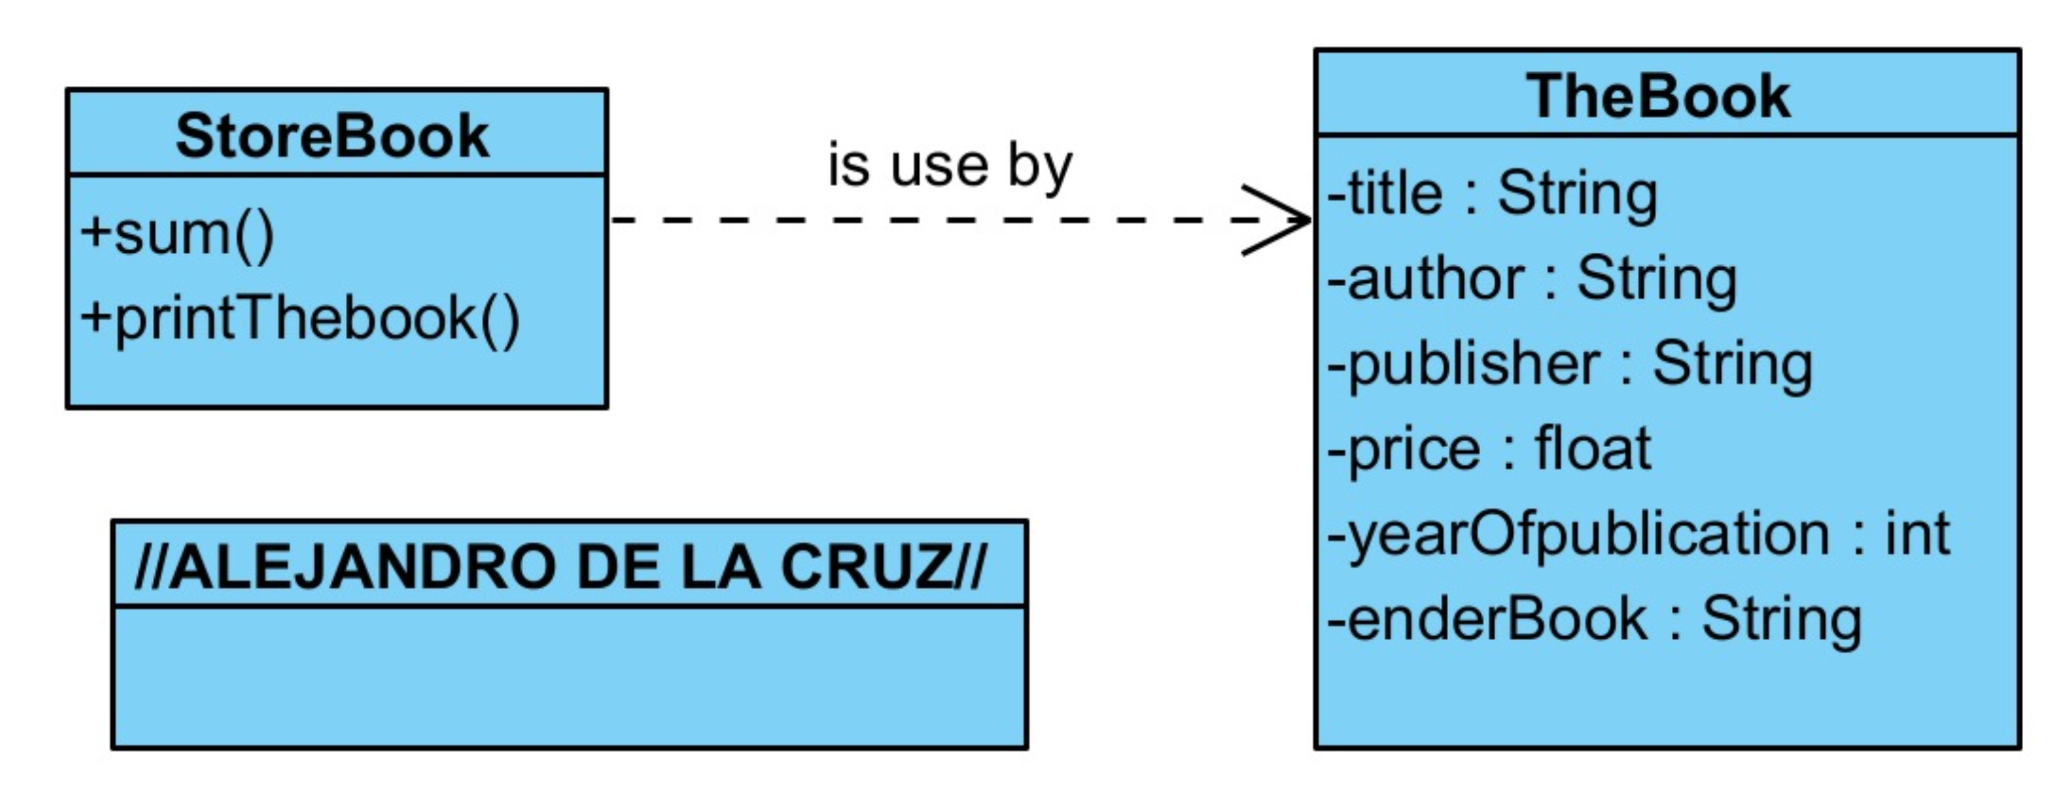 StoreBook
+sum()
+printThebook()
is use by
TheBook
-title : String
-author : String
-publisher : String
-price : float
-yearOfpublication : int
-enderBook : String
//ALEJANDRO DE LA CRUZ//